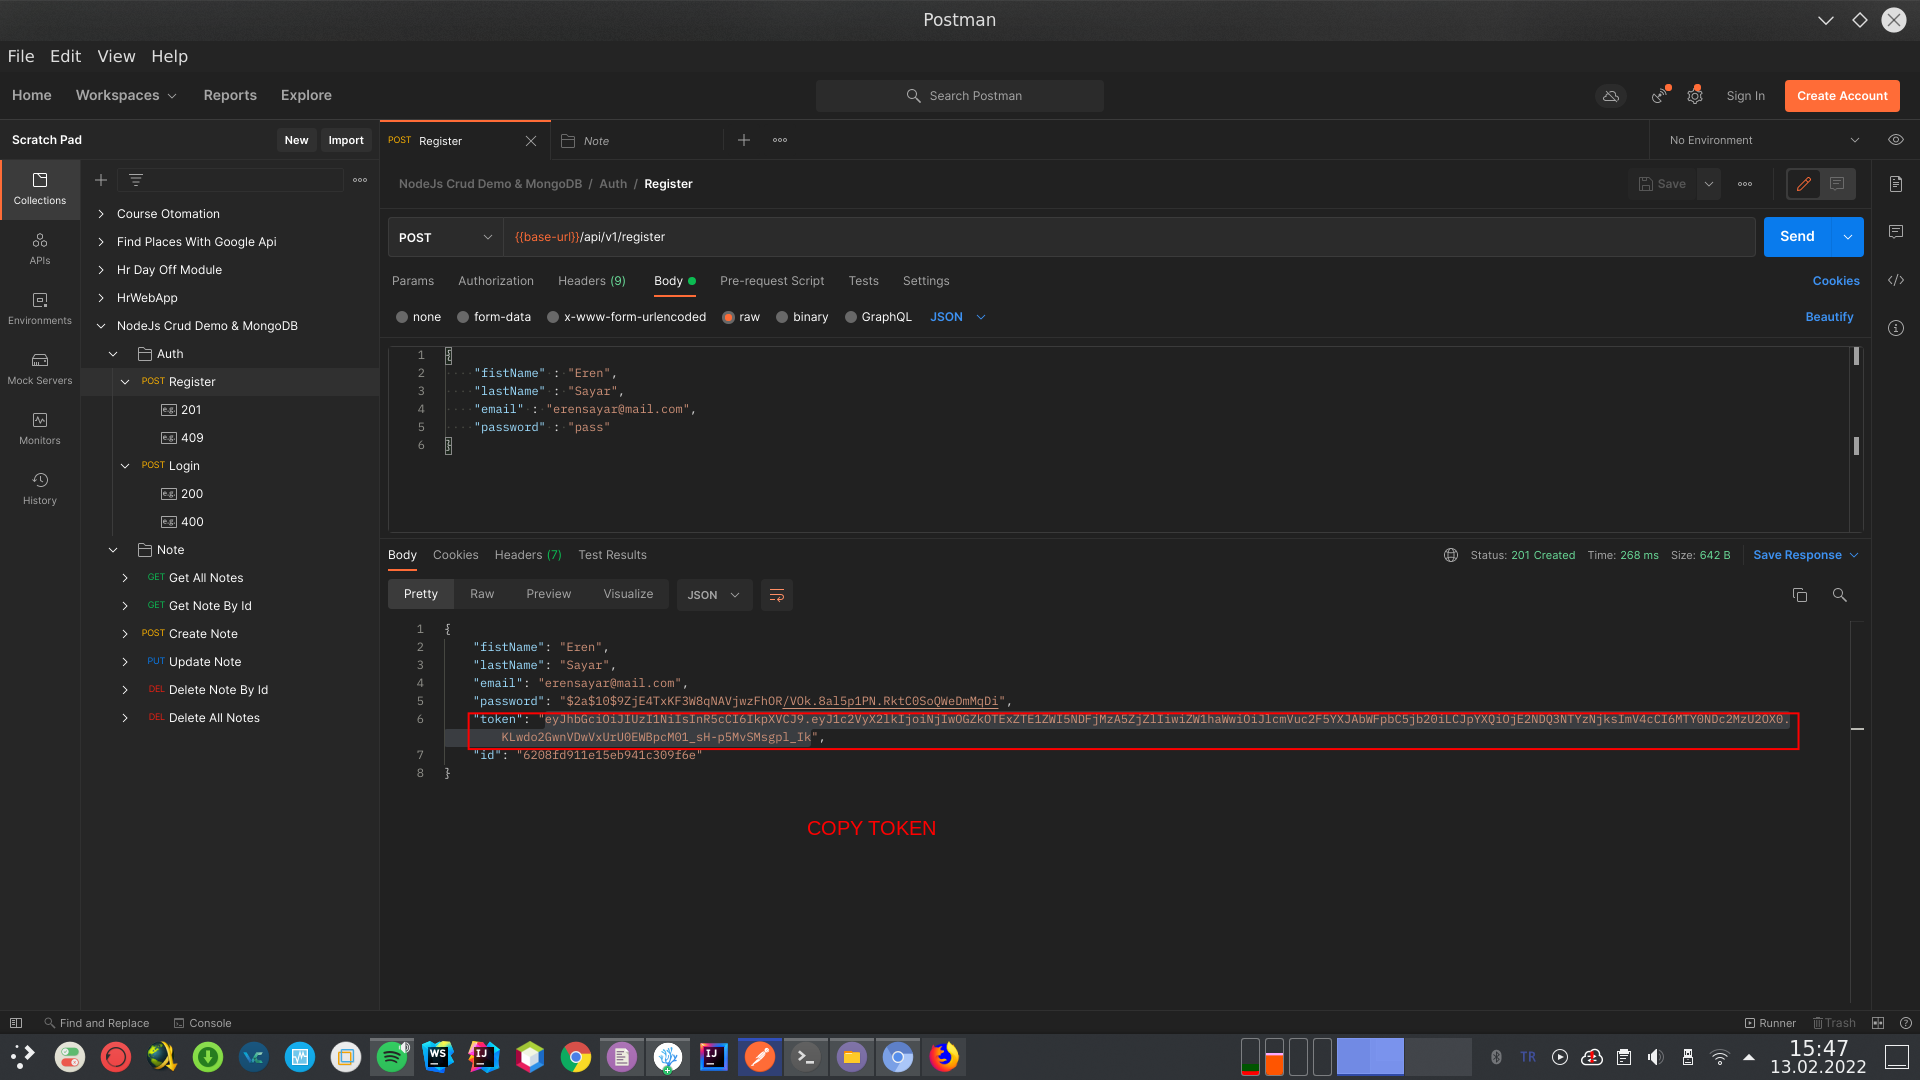 Postman
File Edit View Help
Home Workspaces Reports Explore
Search Postman
Sign In
Create Account
Scratch Pad
New Import
POST Register
Note
No Environment
Collections
APIs
Environments
Mock Servers
Monitors
History
Course Otomation
Find Places With Google Api
Hr Day Off Module
HrWebApp
NodeJs Crud Demo & MongoDB
Auth
POST Register
e.g. 201
e.g. 409
POST Login
e.g. 200
e.g. 400
Note
GET Get All Notes
GET Get Note By Id
POST Create Note
PUT Update Note
DEL Delete Note By Id
DEL Delete All Notes
NodeJs Crud Demo & MongoDB / Auth / Register
Save
POST
{{base-url}}/api/v1/register
Send
Params Authorization Headers (9) Body Pre-request Script Tests Settings
Cookies
none form-data x-www-form-urlencoded raw binary GraphQL JSON
Beautify
1 {
2 "fistName" : "Eren",
3 "lastName" : "Sayar",
4 "email" : "erensayar@mail.com",
5 "password" : "pass"
6 }
Body Cookies Headers (7) Test Results
Status: 201 Created Time: 268 ms Size: 642 B
Save Response
Pretty Raw Preview Visualize JSON
1 {
2 "fistName": "Eren",
3 "lastName": "Sayar",
4 "email": "erensayar@mail.com",
5 "password": "$2a$10$9ZjE4TxKF3W8qNAVjwzFhOR/VOk.8al5p1PN.RktC0SoQWeDmMqDi",
6 "token": "eyJhbGciOiJIUzI1NiIsInR5cCI6IkpXVCJ9.eyJ1c2VyX2lkIjoiNjIwOGZkOTExZTE1ZWI5NDFjMzA5ZjZlIiwiZW1haWwiOiJlcmVuc2F5YXJAbWFpbC5jb20iLCJpYXQiOjE2NDQ3NTYzNjksImV4cCI6MTY0NDc2MzU2OX0.
KLwdo2GwnVDwVxUrU0EWBpcM01_sH-p5MvSMsgpl_Ik",
7 "id": "6208fd911e15eb941c309f6e"
8 }
COPY TOKEN
Find and Replace
Console
Runner
Trash
WS
IJ
IJ
TR
15:47
13.02.2022